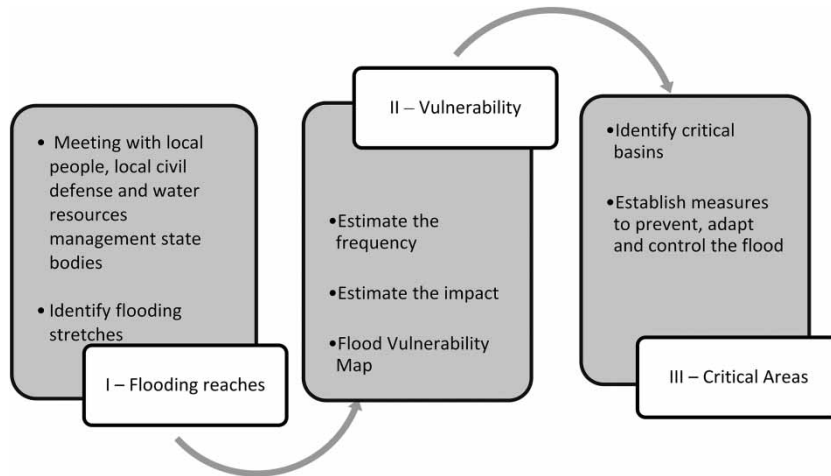 • Meeting with local
people, local civil
defense and water
resources
management state
bodies
• Identify flooding
stretches
I – Flooding reaches
II – Vulnerability
•Estimate the
frequency
•Estimate the impact
•Flood Vulnerability
Map
•Identify critical
basins
•Establish measures
to prevent, adapt
and control the flood
III – Critical Areas